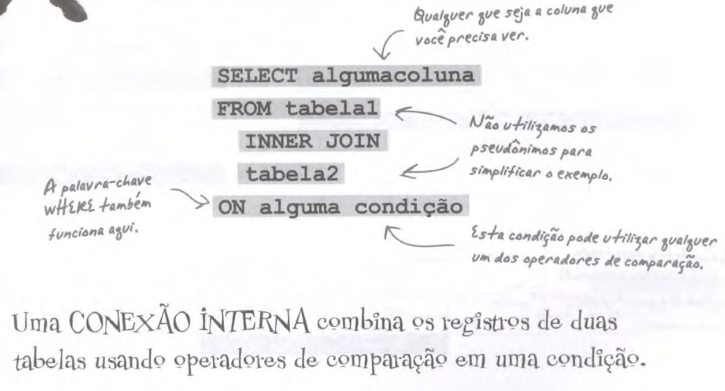 Qualquer que seja a coluna que
você precisa ver.
SELECT algumacoluna
FROM tabela1
Não utilizamos os
pseudônimos para
simplificar o exemplo.
INNER JOIN
tabela2
A palavra-chave
WHERE também
funciona aqui.
ON alguma condição
Esta condição pode utilizar qualquer
um dos operadores de comparação.
Uma CONEXÃO INTERNA combina os registros de duas
tabelas usando operadores de comparação em uma condição.